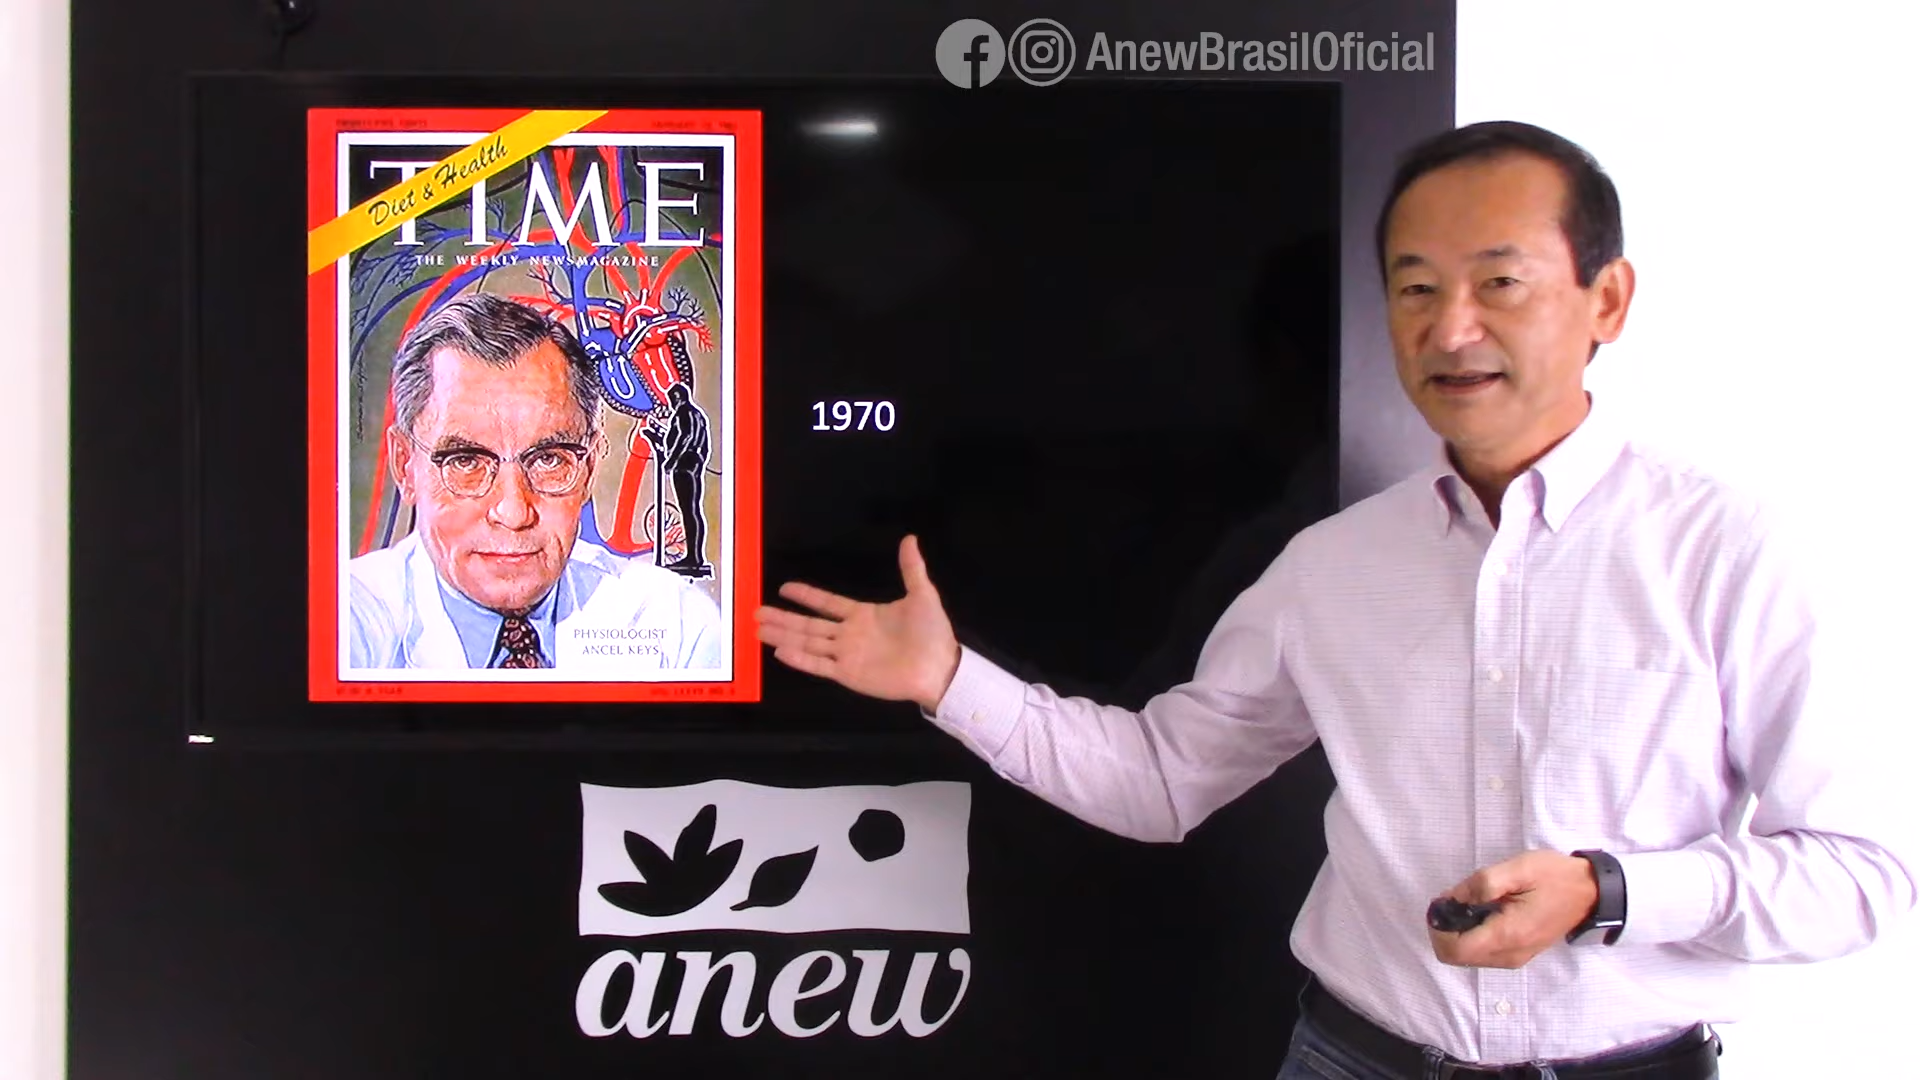 AnewBrasilOficial
Diet & Health
TIME
THE WEEKLY NEWSMAGAZINE
1970
PHYSIOLOGIST
ANCEL KEYS
anew